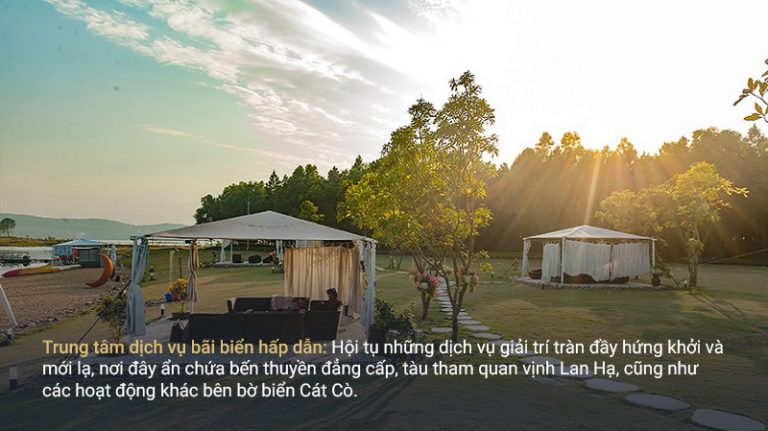 Trung tâm dịch vụ bãi biển hấp dẫn: Hội tụ những dịch vụ giải trí tràn đầy hứng khởi và
mới lạ, nơi đây ẩn chứa bến thuyền đẳng cấp, tàu tham quan vịnh Lan Hạ, cũng như
các hoạt động khác bên bờ biển Cát Cò.